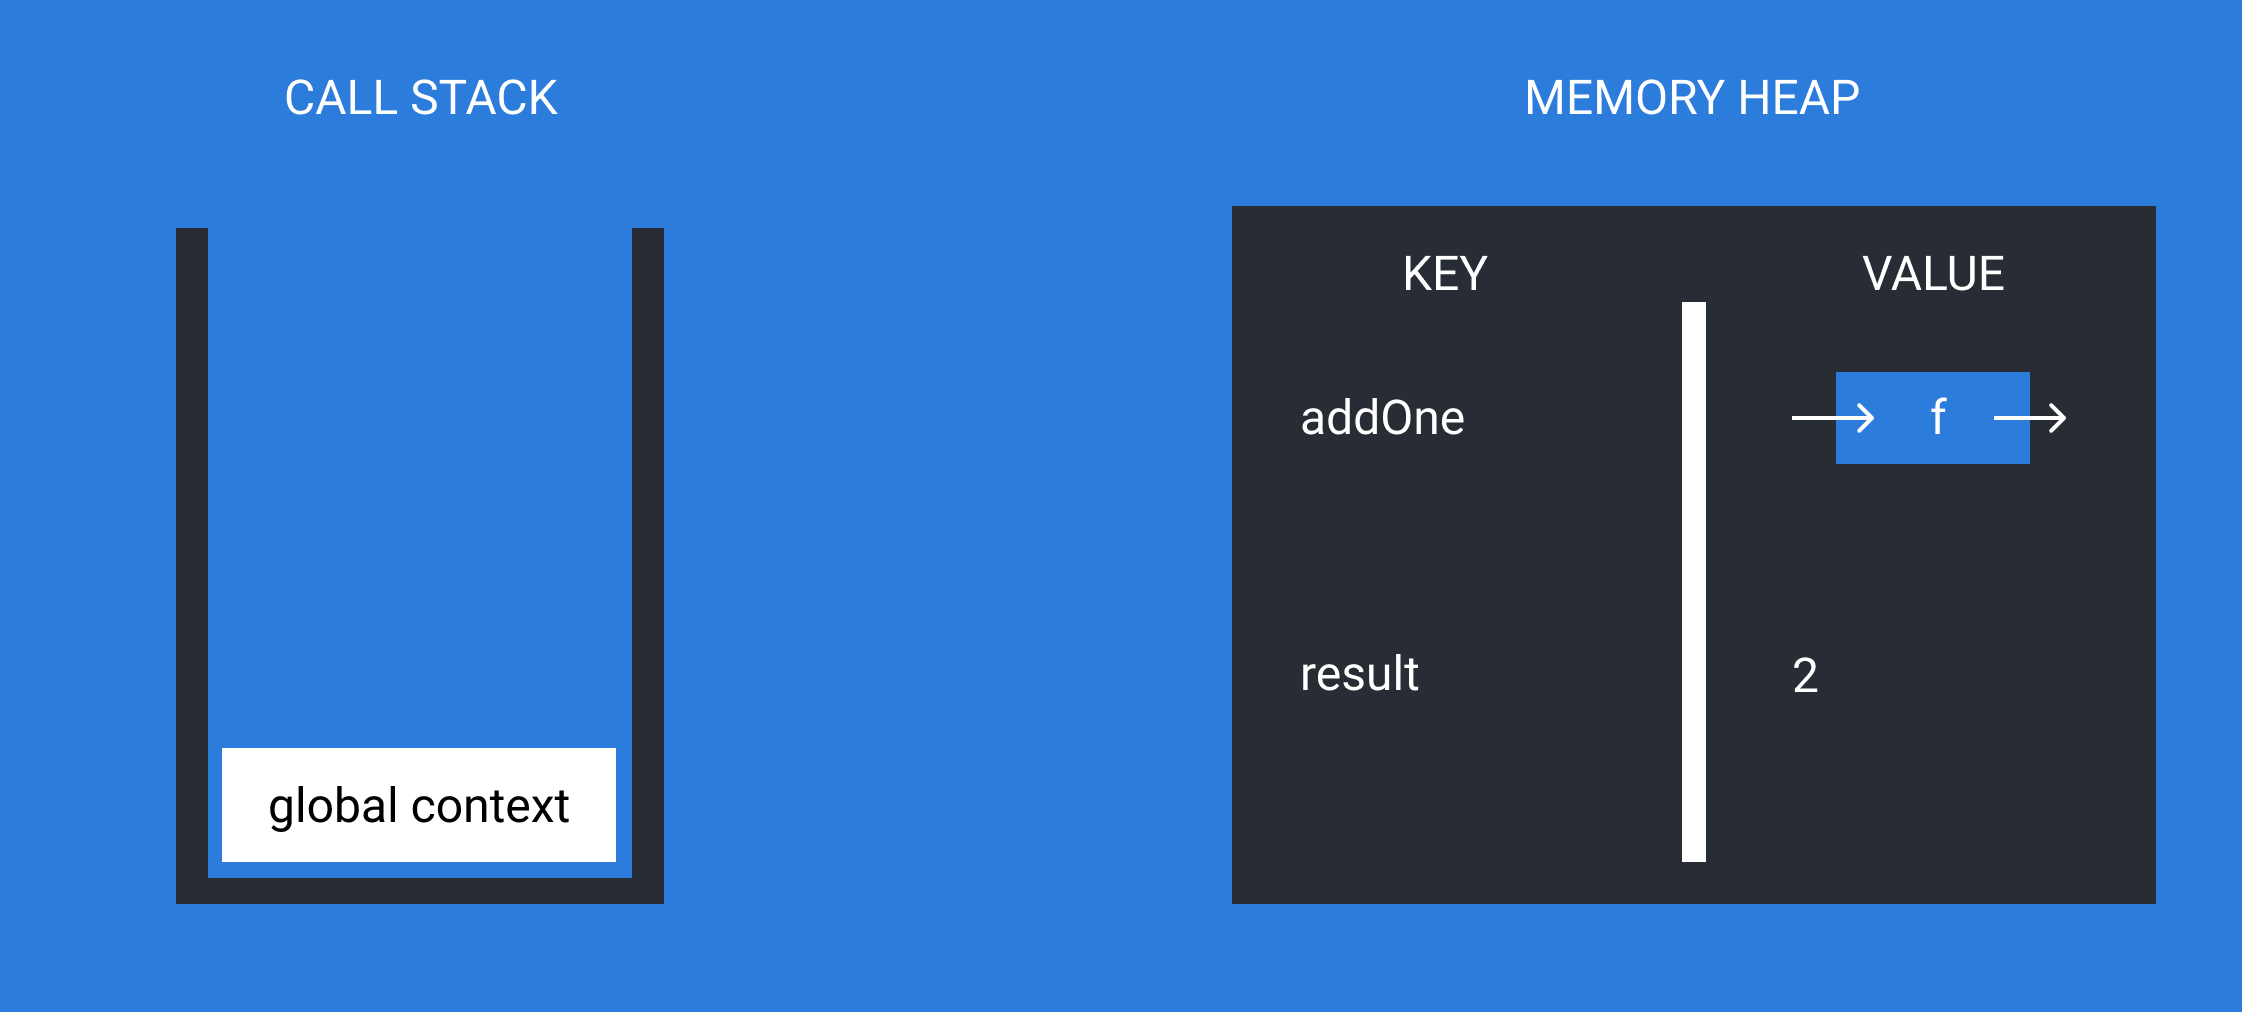 CALL STACK
MEMORY HEAP
KEY
VALUE
addOne
f
result
2
global context